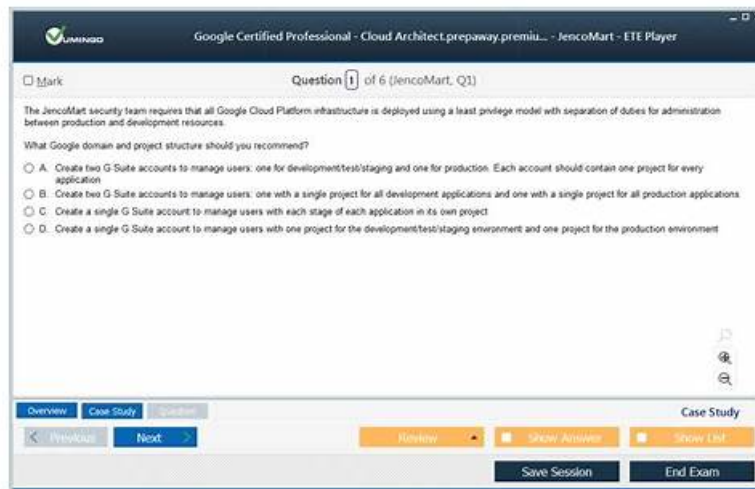 VUMINGO
Google Certified Professional - Cloud Architect.prepaway.premiu... - JencoMart - ETE Player
Mark
Question 1 of 6 (JencoMart, Q1)
The JencoMart security team requires that all Google Cloud Platform infrastructure is deployed using a least privilege model with separation of duties for administration
between production and development resources.
What Google domain and project structure should you recommend?
A. Create two G Suite accounts to manage users: one for development/test/staging and one for production. Each account should contain one project for every
application
B. Create two G Suite accounts to manage users: one with a single project for all development applications and one with a single project for all production applications
C. Create a single G Suite account to manage users with each stage of each application in its own project
D. Create a single G Suite account to manage users with one project for the development/test/staging environment and one project for the production environment
Overview Case Study Question Case Study
< Previous Next > Review Show Answer Show List
Save Session End Exam